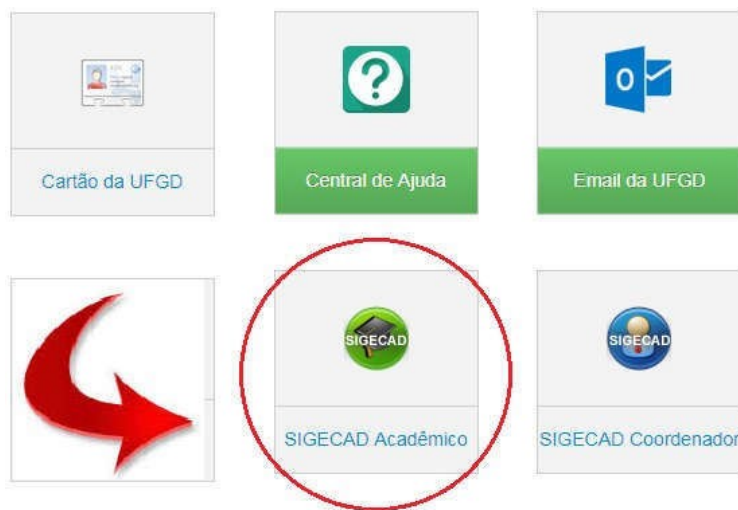 Cartão da UFGD
Central de Ajuda
Email da UFGD
SIGECAD
SIGECAD
SIGECAD Acadêmico
SIGECAD Coordenador